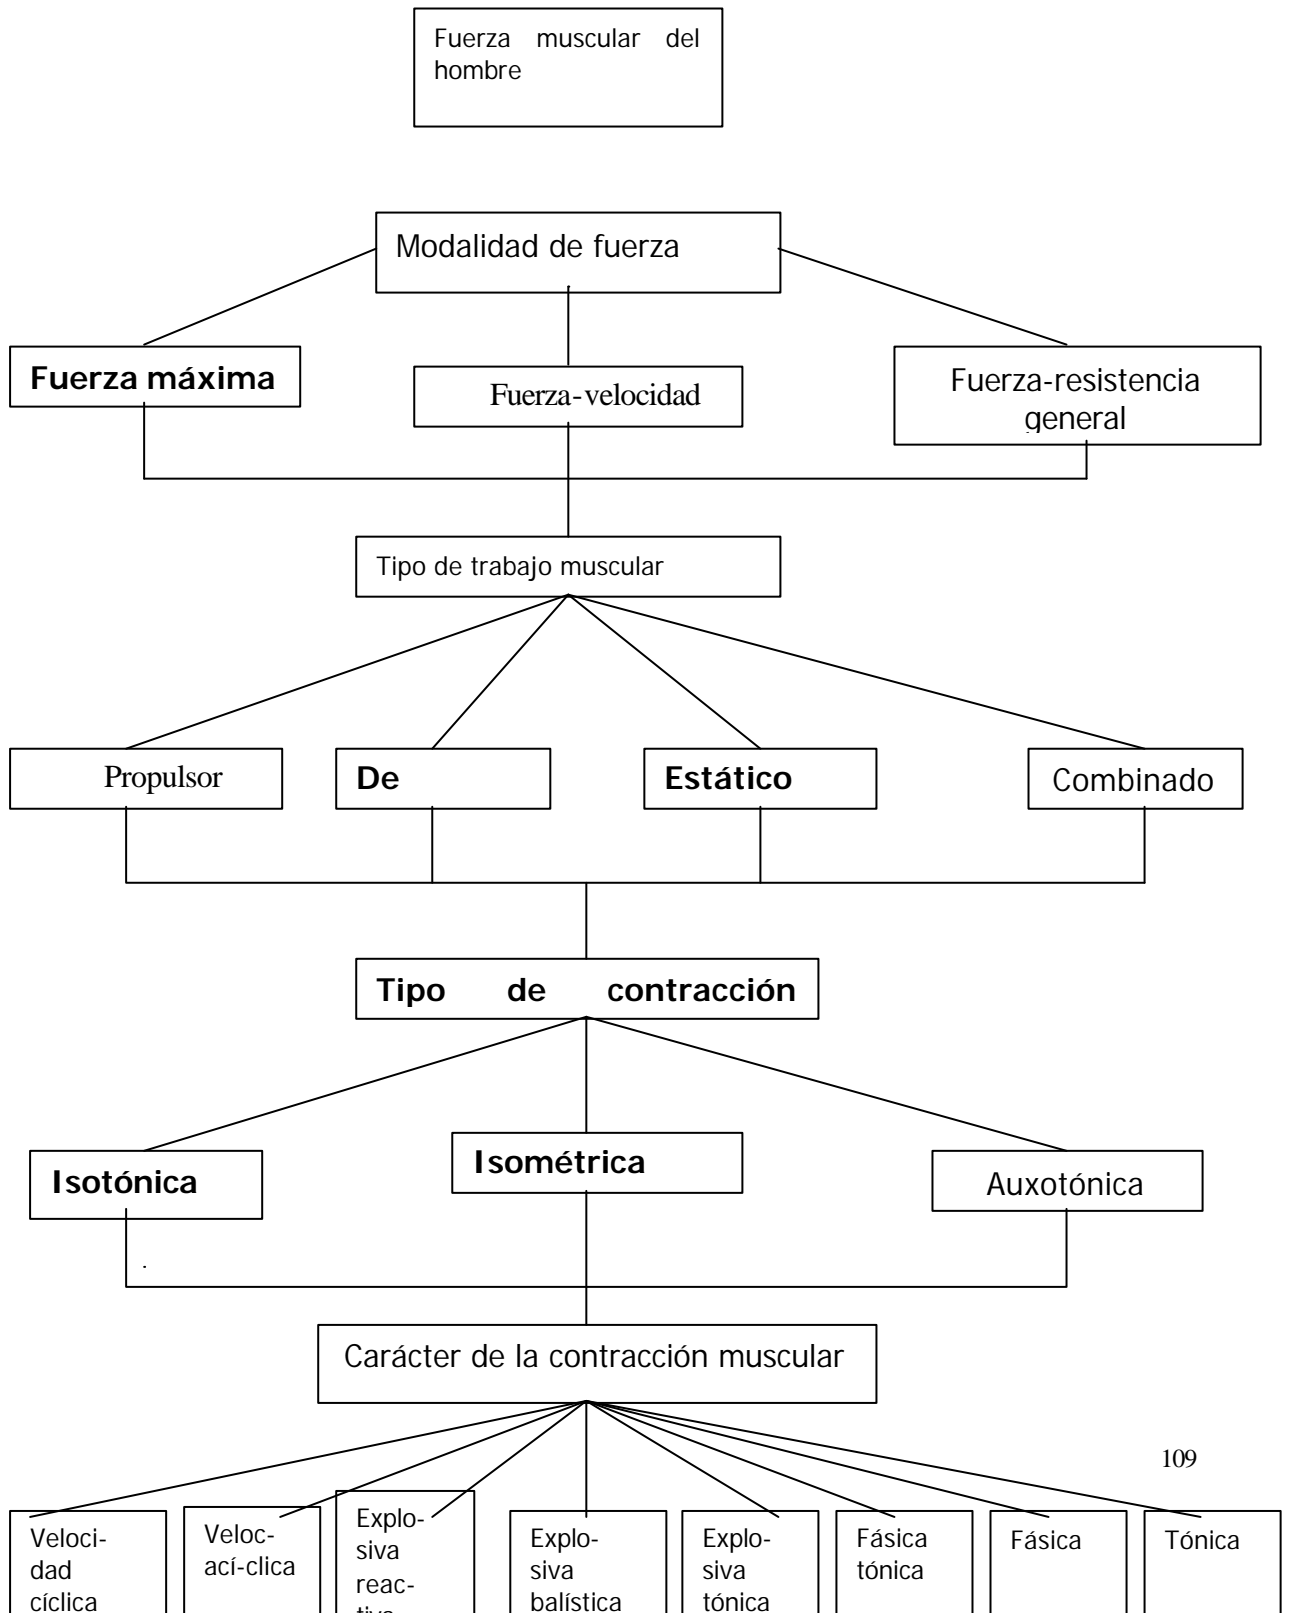 Fuerza muscular del
hombre
Modalidad de fuerza
Fuerza máxima
Fuerza-velocidad
Fuerza-resistencia
general
Tipo de trabajo muscular
Propulsor
De
Estático
Combinado
Tipo de contracción
Isotónica
Isométrica
Auxotónica
Carácter de la contracción muscular
109
Veloci-
dad
cíclica
Veloc-
ací-clica
Explo-
siva
reac-
tiva
Explo-
siva
balística
Explo-
siva
tónica
Fásica
tónica
Fásica
Tónica